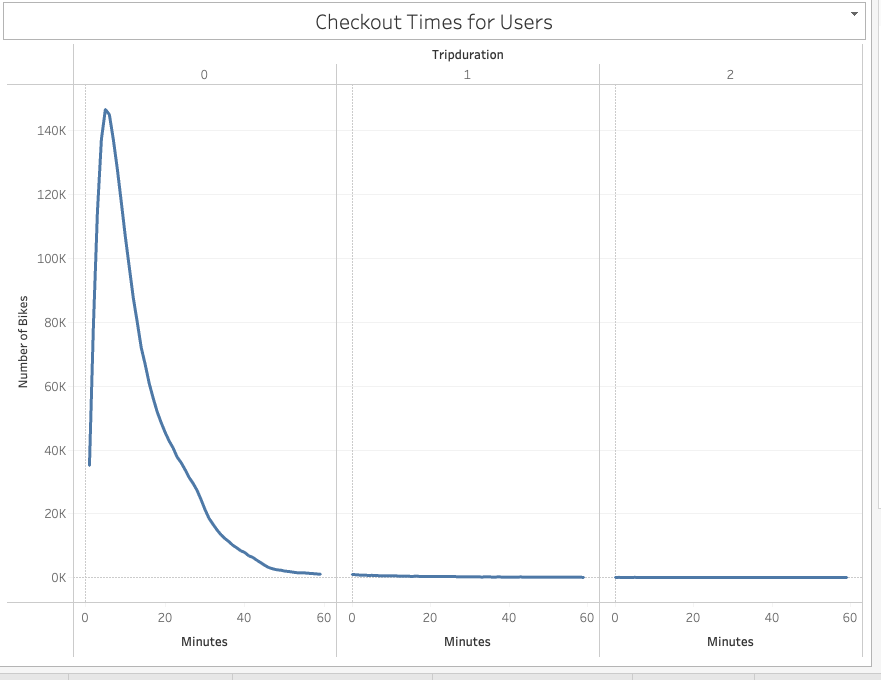 Checkout Times for Users
Tripduration
0 1 2
Number of Bikes
140K
120K
100K
80K
60K
40K
20K
0K
0 20 40 60 0 20 40 60 0 20 40 60
Minutes Minutes Minutes